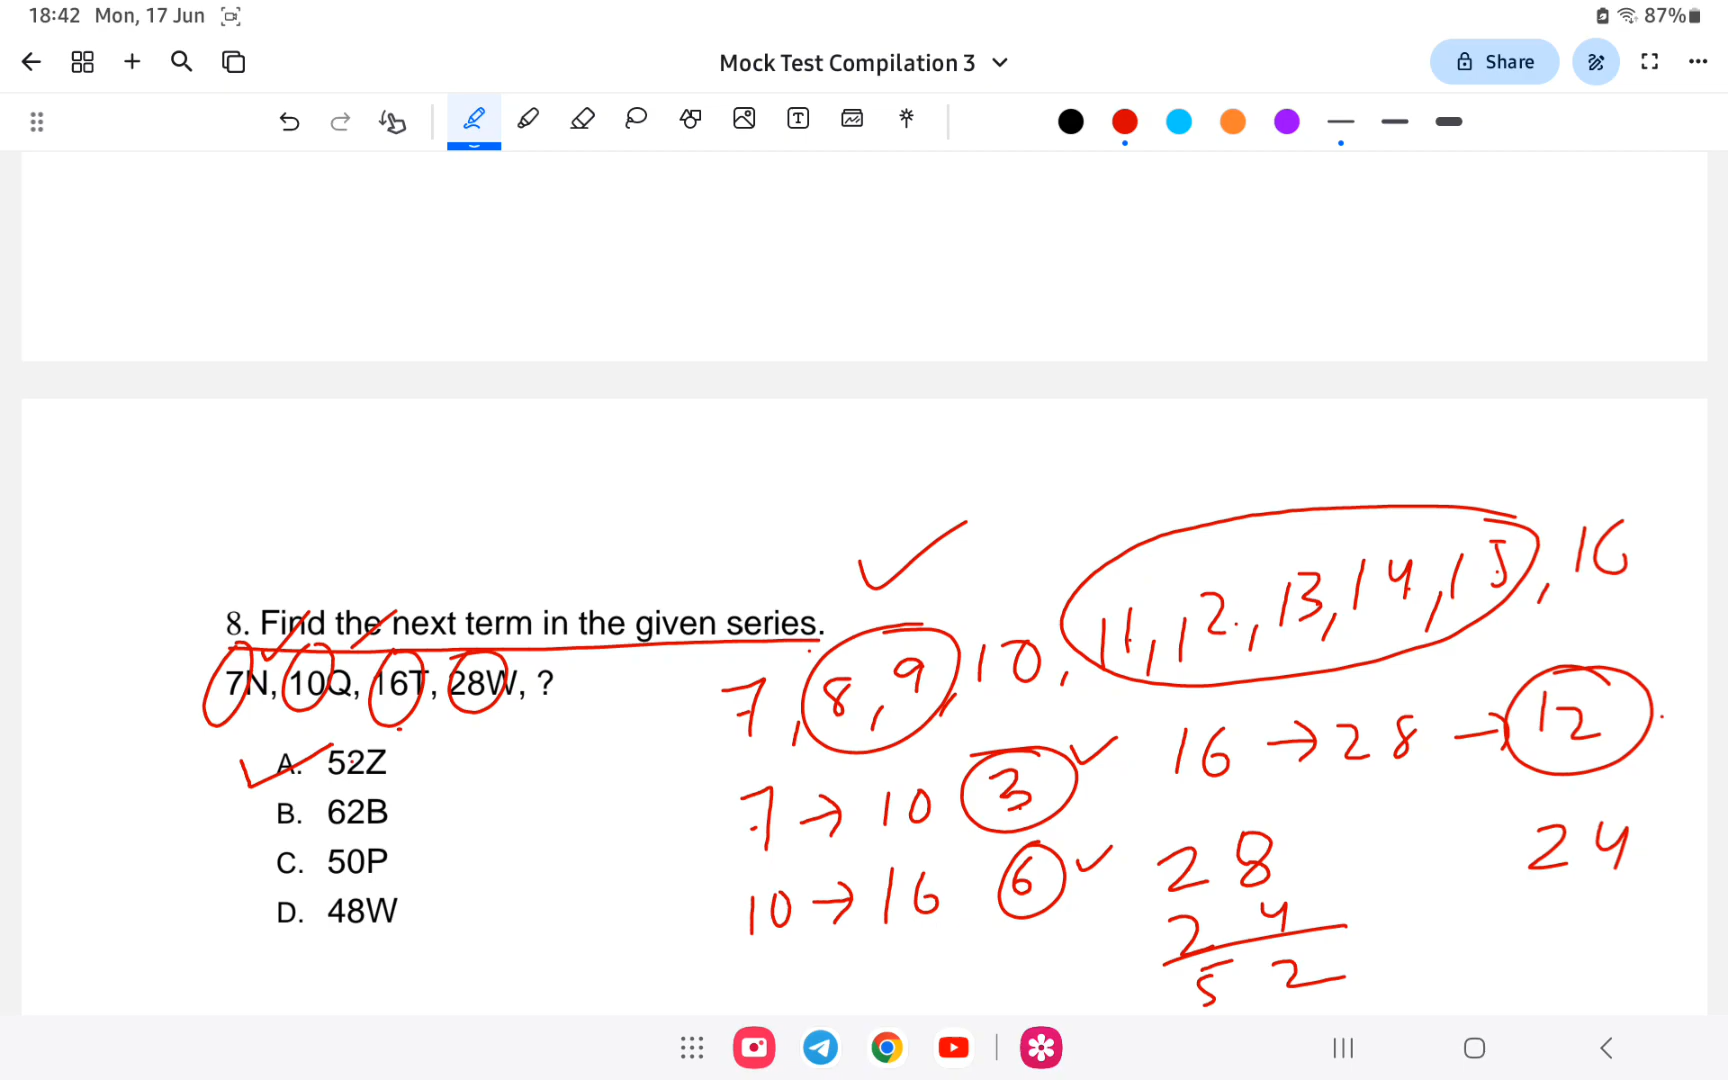 18:42 Mon, 17 Jun
87%
Mock Test Compilation 3
Share
8. Find the next term in the given series.
7N, 10Q, 16T, 28W, ?
A. 52Z
B. 62B
C. 50P
D. 48W
7, 8, 9, 10, 11, 12, 13, 14, 15, 16
7 → 10 3
10 → 16 6
16 → 28 → 12
24
28
24
52